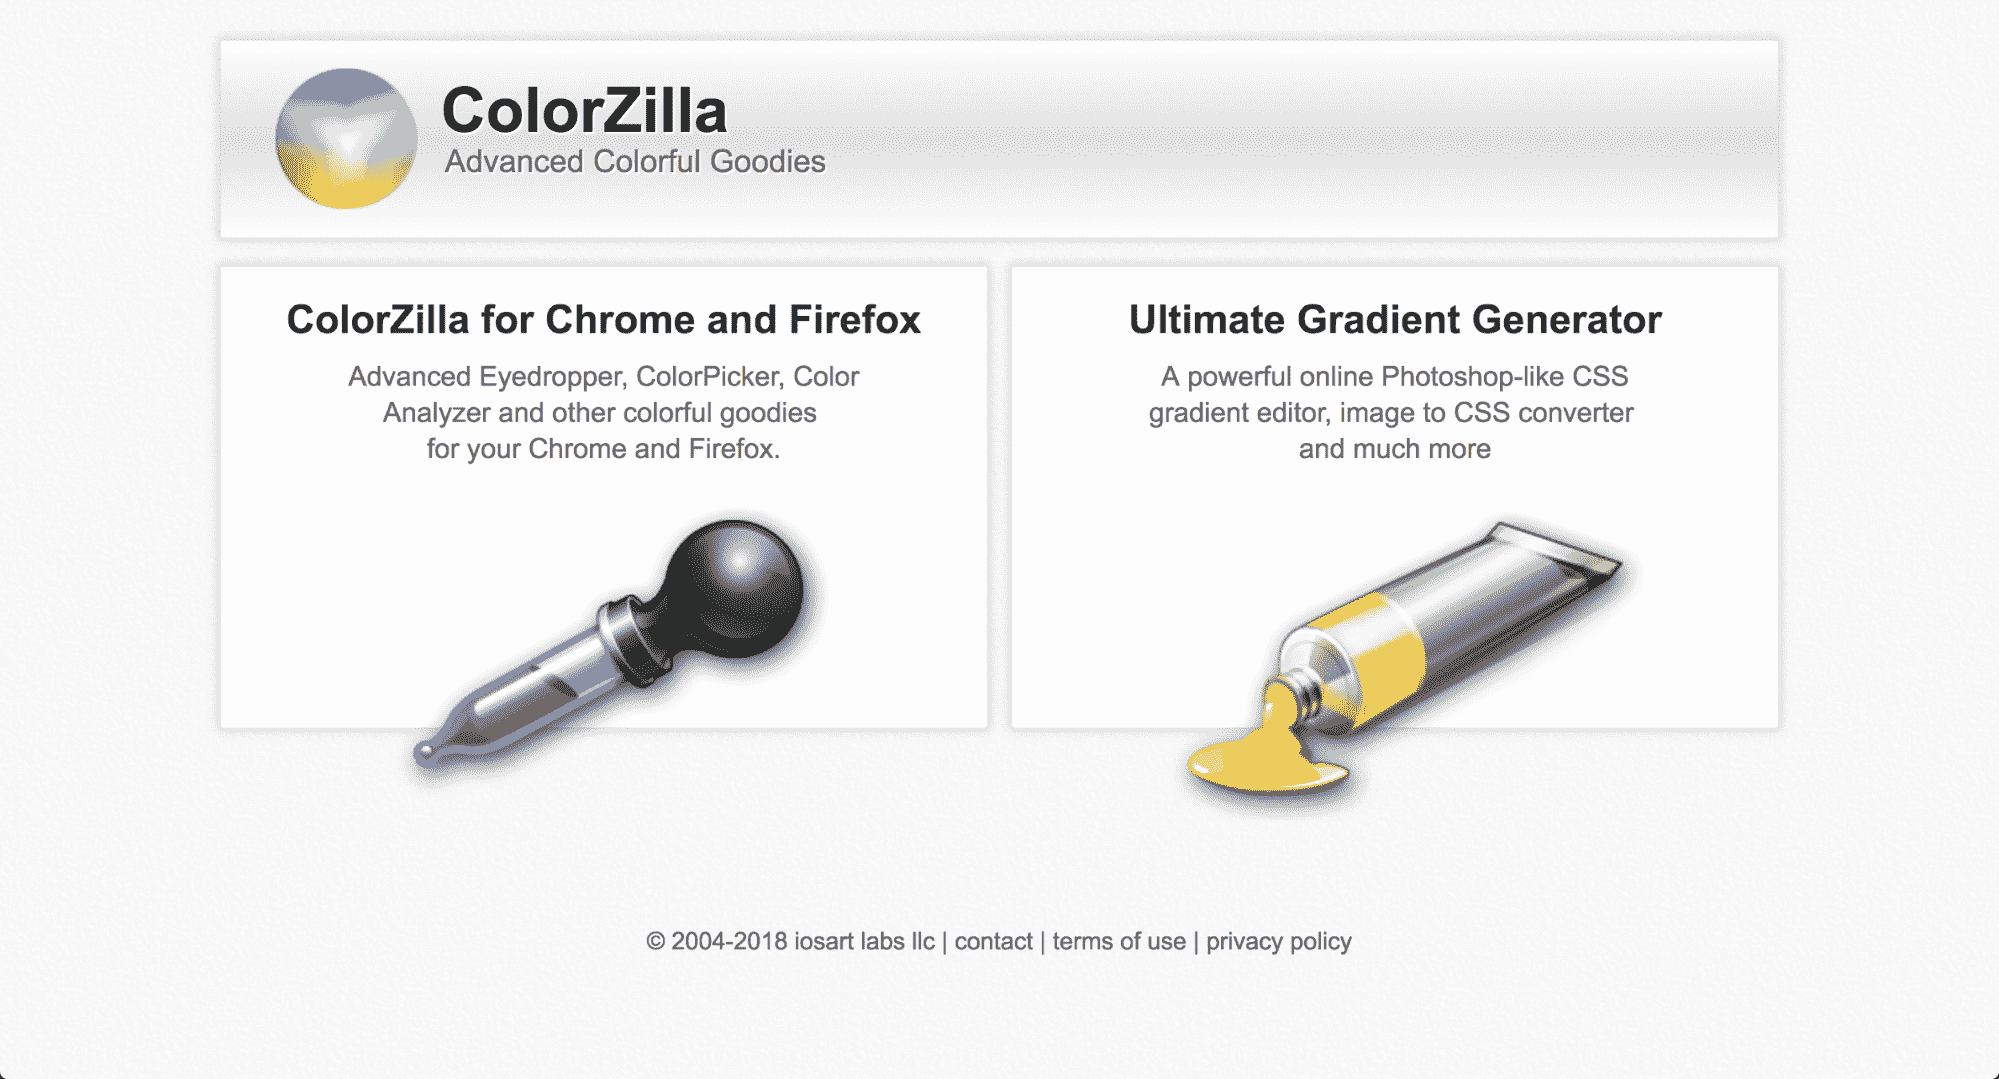 ColorZilla
Advanced Colorful Goodies
ColorZilla for Chrome and Firefox
Advanced Eyedropper, ColorPicker, Color
Analyzer and other colorful goodies
for your Chrome and Firefox.
Ultimate Gradient Generator
A powerful online Photoshop-like CSS
gradient editor, image to CSS converter
and much more
© 2004-2018 iosart labs llc | contact | terms of use | privacy policy